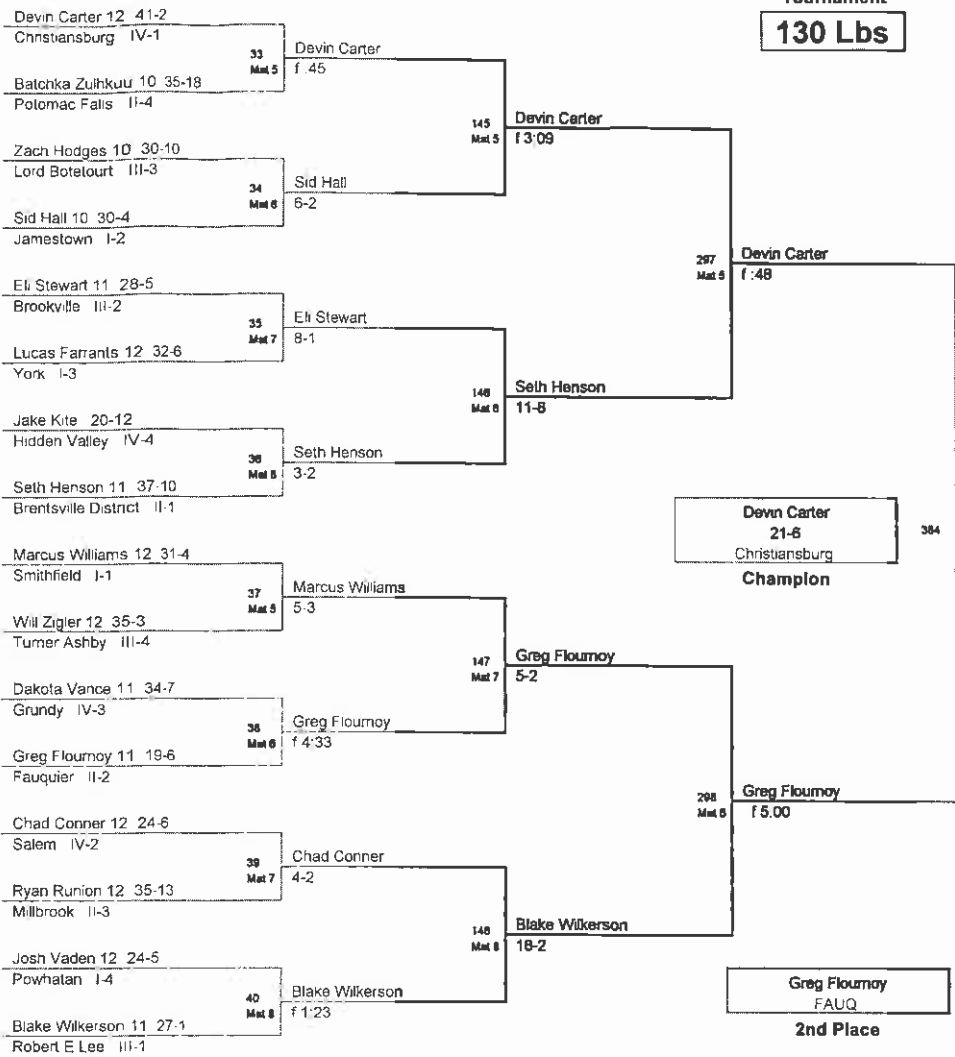 Tournament
130 Lbs
Devin Carter 12 41-2
Christiansburg IV-1
33
Mat 5
Devin Carter
f :45
Batchka Zulhkuu 10 35-18
Potomac Falls II-4
145
Mat 5
Devin Carter
f 3:09
Zach Hodges 10 30-10
Lord Botetourt III-3
34
Mat 6
Sid Hall
6-2
Sid Hall 10 30-4
Jamestown I-2
297
Mat 5
Devin Carter
f :48
Eli Stewart 11 28-5
Brookville III-2
35
Mat 7
Eli Stewart
8-1
Lucas Farrants 12 32-6
York I-3
146
Mat 6
Seth Henson
11-8
Jake Kite 20-12
Hidden Valley IV-4
36
Mat 8
Seth Henson
3-2
Seth Henson 11 37-10
Brentsville District II-1
Devin Carter
21-6
Christiansburg
384
Champion
Marcus Williams 12 31-4
Smithfield I-1
37
Mat 5
Marcus Williams
5-3
Will Zigler 12 35-3
Turner Ashby III-4
147
Mat 7
Greg Flournoy
5-2
Dakota Vance 11 34-7
Grundy IV-3
38
Mat 6
Greg Flournoy
f 4:33
Greg Flournoy 11 19-6
Fauquier II-2
298
Mat 6
Greg Flournoy
f 5:00
Chad Conner 12 24-6
Salem IV-2
39
Mat 7
Chad Conner
4-2
Ryan Runion 12 35-13
Millbrook II-3
148
Mat 8
Blake Wilkerson
18-2
Josh Vaden 12 24-5
Powhatan I-4
40
Mat 8
Blake Wilkerson
f 1:23
Blake Wilkerson 11 27-1
Robert E Lee III-1
Greg Flournoy
FAUQ
2nd Place